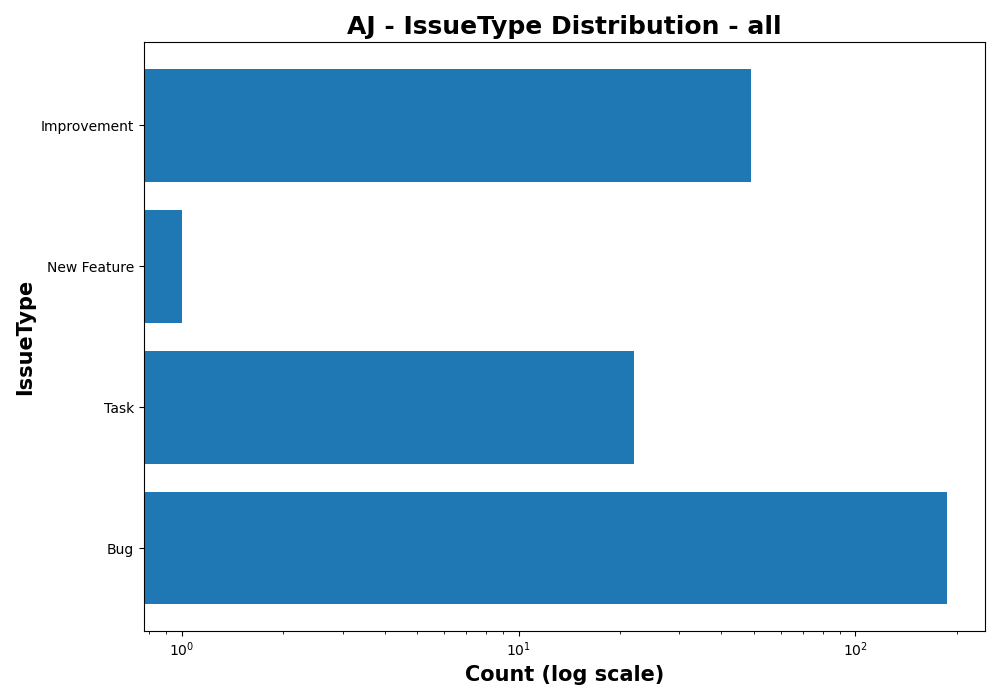 AJ - IssueType Distribution - all
Improvement
New Feature
Task
Bug
IssueType
10⁰
10¹
10²
Count (log scale)